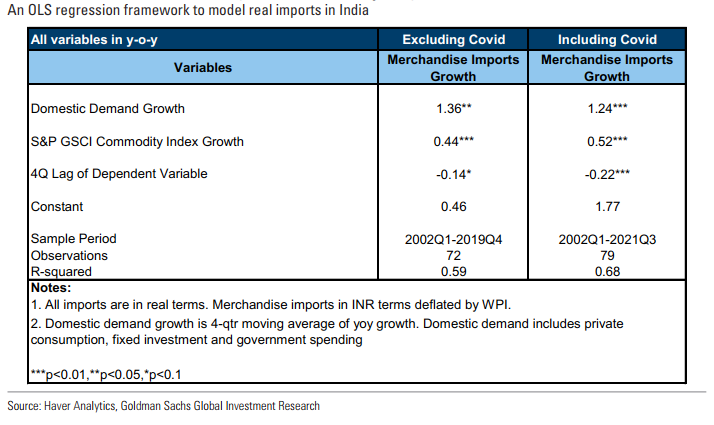 An OLS regression framework to model real imports in India
All variables in y-o-y Excluding Covid Including Covid
Variables Merchandise Imports Growth Merchandise Imports Growth
Domestic Demand Growth 1.36** 1.24***
S&P GSCI Commodity Index Growth 0.44*** 0.52***
4Q Lag of Dependent Variable -0.14* -0.22***
Constant 0.46 1.77
Sample Period 2002Q1-2019Q4 2002Q1-2021Q3
Observations 72 79
R-squared 0.59 0.68
Notes:
1. All imports are in real terms. Merchandise imports in INR terms deflated by WPI.
2. Domestic demand growth is 4-qtr moving average of yoy growth. Domestic demand includes private
consumption, fixed investment and government spending
***p<0.01,**p<0.05,*p<0.1
Source: Haver Analytics, Goldman Sachs Global Investment Research